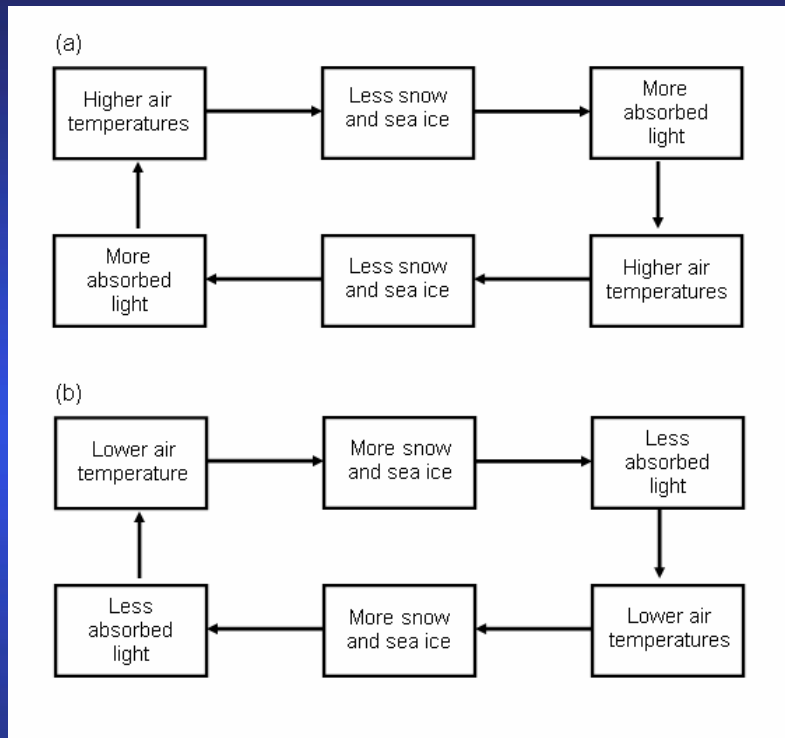 (a)
Higher air
temperatures
Less snow
and sea ice
More
absorbed
light
More
absorbed
light
Less snow
and sea ice
Higher air
temperatures
(b)
Lower air
temperature
More snow
and sea ice
Less
absorbed
light
Less
absorbed
light
More snow
and sea ice
Lower air
temperatures